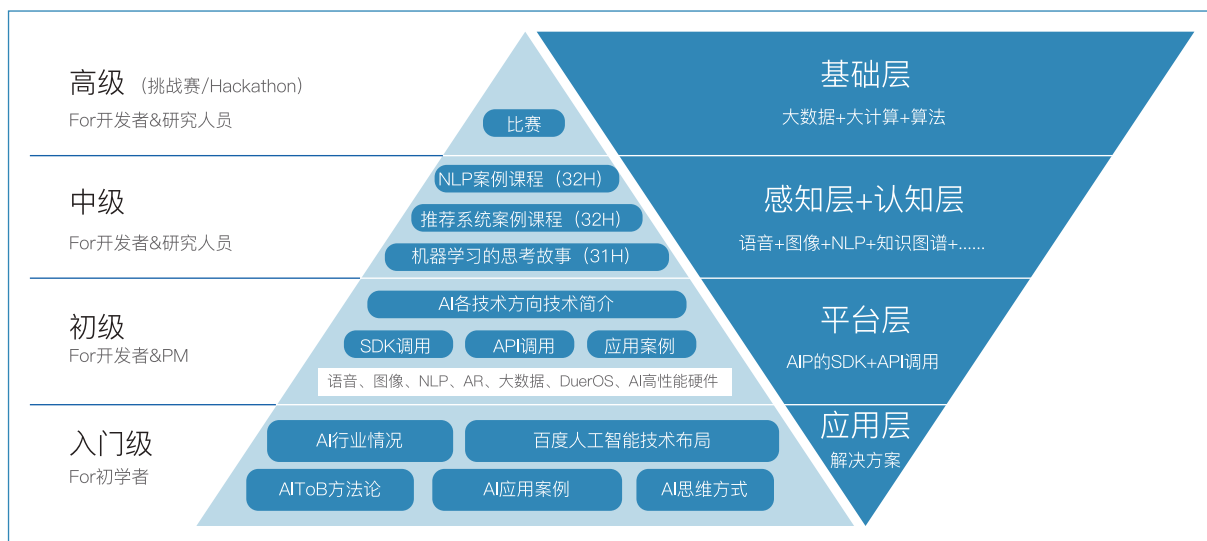 高级 (挑战赛/Hackathon)
For开发者&研究人员
比赛
基础层
大数据+大计算+算法
中级
For开发者&研究人员
NLP案例课程(32H)
推荐系统案例课程(32H)
机器学习的思考故事(31H)
感知层+认知层
语音+图像+NLP+知识图谱+......
初级
For开发者&PM
AI各技术方向技术简介
SDK调用 API调用 应用案例
语音、图像、NLP、AR、大数据、DuerOS、AI高性能硬件
平台层
AIP的SDK+API调用
入门级
For初学者
AI行业情况 百度人工智能技术布局
AIToB方法论 AI应用案例 AI思维方式
应用层
解决方案